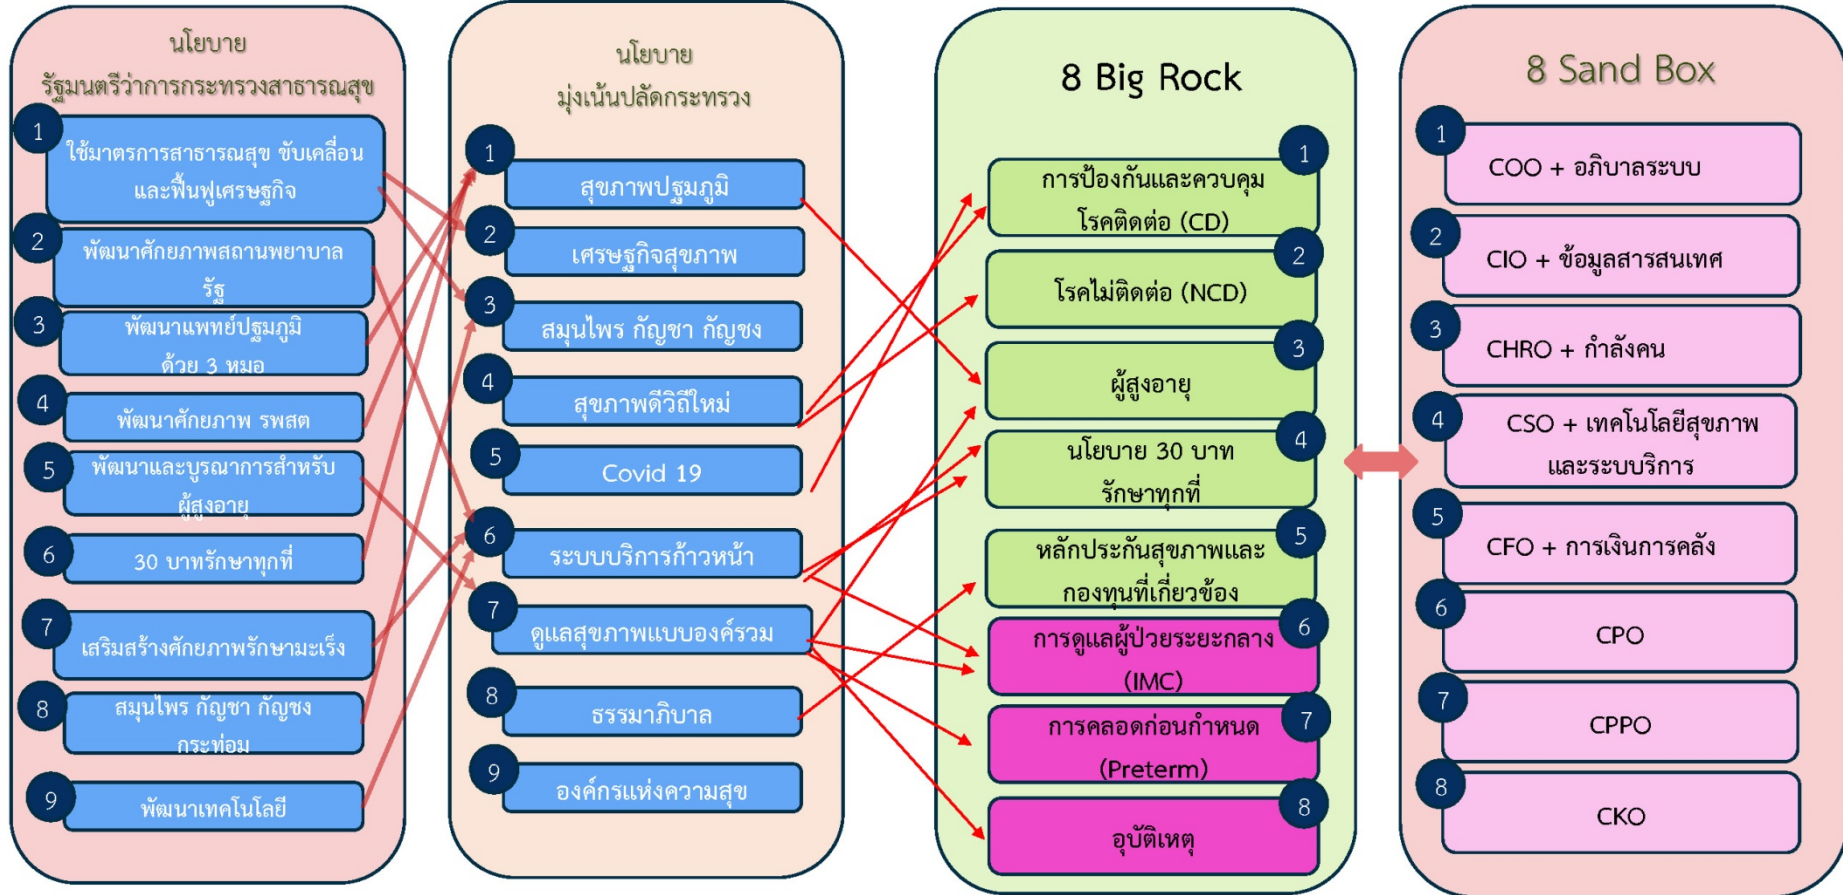 นโยบาย
รัฐมนตรีว่าการกระทรวงสาธารณสุข
1
ใช้มาตรการสาธารณสุข ขับเคลื่อน
และฟื้นฟูเศรษฐกิจ
2
พัฒนาศักยภาพสถานพยาบาล
รัฐ
3
พัฒนาแพทย์ปฐมภูมิ
ด้วย 3 หมอ
4
พัฒนาศักยภาพ รพสต
5
พัฒนาและบูรณาการสำหรับ
ผู้สูงอายุ
6
30 บาทรักษาทุกที่
7
เสริมสร้างศักยภาพรักษามะเร็ง
8
สมุนไพร กัญชา กัญชง
กระท่อม
9
พัฒนาเทคโนโลยี
นโยบาย
มุ่งเน้นปลัดกระทรวง
1
สุขภาพปฐมภูมิ
2
เศรษฐกิจสุขภาพ
3
สมุนไพร กัญชา กัญชง
4
สุขภาพดีวิถีใหม่
5
Covid 19
6
ระบบบริการก้าวหน้า
7
ดูแลสุขภาพแบบองค์รวม
8
ธรรมาภิบาล
9
องค์กรแห่งความสุข
8 Big Rock
1
การป้องกันและควบคุม
โรคติดต่อ (CD)
2
โรคไม่ติดต่อ (NCD)
3
ผู้สูงอายุ
4
นโยบาย 30 บาท
รักษาทุกที่
5
หลักประกันสุขภาพและ
กองทุนที่เกี่ยวข้อง
6
การดูแลผู้ป่วยระยะกลาง
(IMC)
7
การคลอดก่อนกำหนด
(Preterm)
8
อุบัติเหตุ
8 Sand Box
1
COO + อภิบาลระบบ
2
CIO + ข้อมูลสารสนเทศ
3
CHRO + กำลังคน
4
CSO + เทคโนโลยีสุขภาพ
และระบบบริการ
5
CFO + การเงินการคลัง
6
CPO
7
CPPO
8
CKO